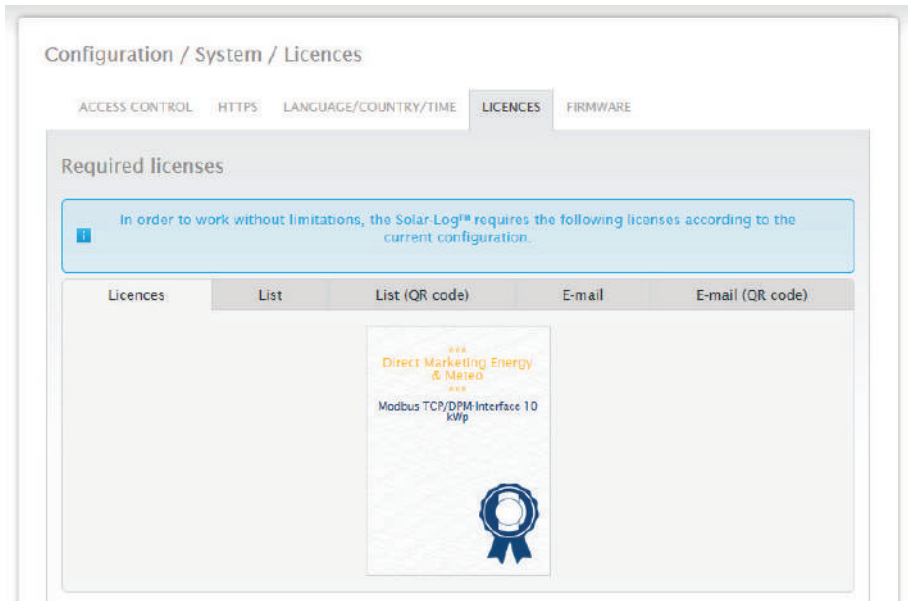 Configuration / System / Licences
ACCESS CONTROL HTTPS LANGUAGE/COUNTRY/TIME LICENCES FIRMWARE
Required licenses
i In order to work without limitations, the Solar-Log™ requires the following licenses according to the
current configuration.
Licences List List (QR code) E-mail E-mail (QR code)
***
Direct Marketing Energy
& Meteo
***
Modbus TCP/DPM-Interface 10
kWp